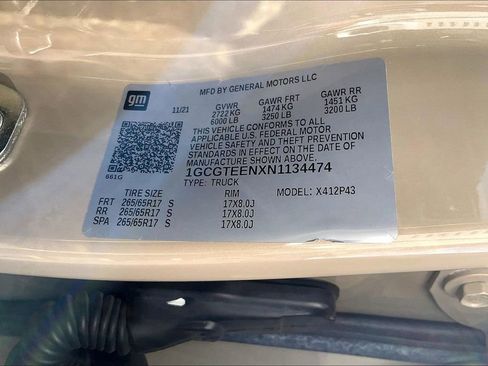 MFD BY GENERAL MOTORS LLC
gm
11/21
GVWR GAWR FRT GAWR RR
2722 KG 1474 KG 1451 KG
6000 LB 3250 LB 3200 LB
THIS VEHICLE CONFORMS TO ALL
APPLICABLE U.S. FEDERAL MOTOR
VEHICLE SAFETY AND THEFT PREVENTION
STANDARDS IN EFFECT ON THE DATE OF
MANUFACTURE SHOWN ABOVE.
661G
1GCGTEENXN1134474
TYPE: TRUCK MODEL: X412P43
TIRE SIZE RIM
FRT 265/65R17 S 17X8.0J
RR 265/65R17 S 17X8.0J
SPA 265/65R17 S 17X8.0J